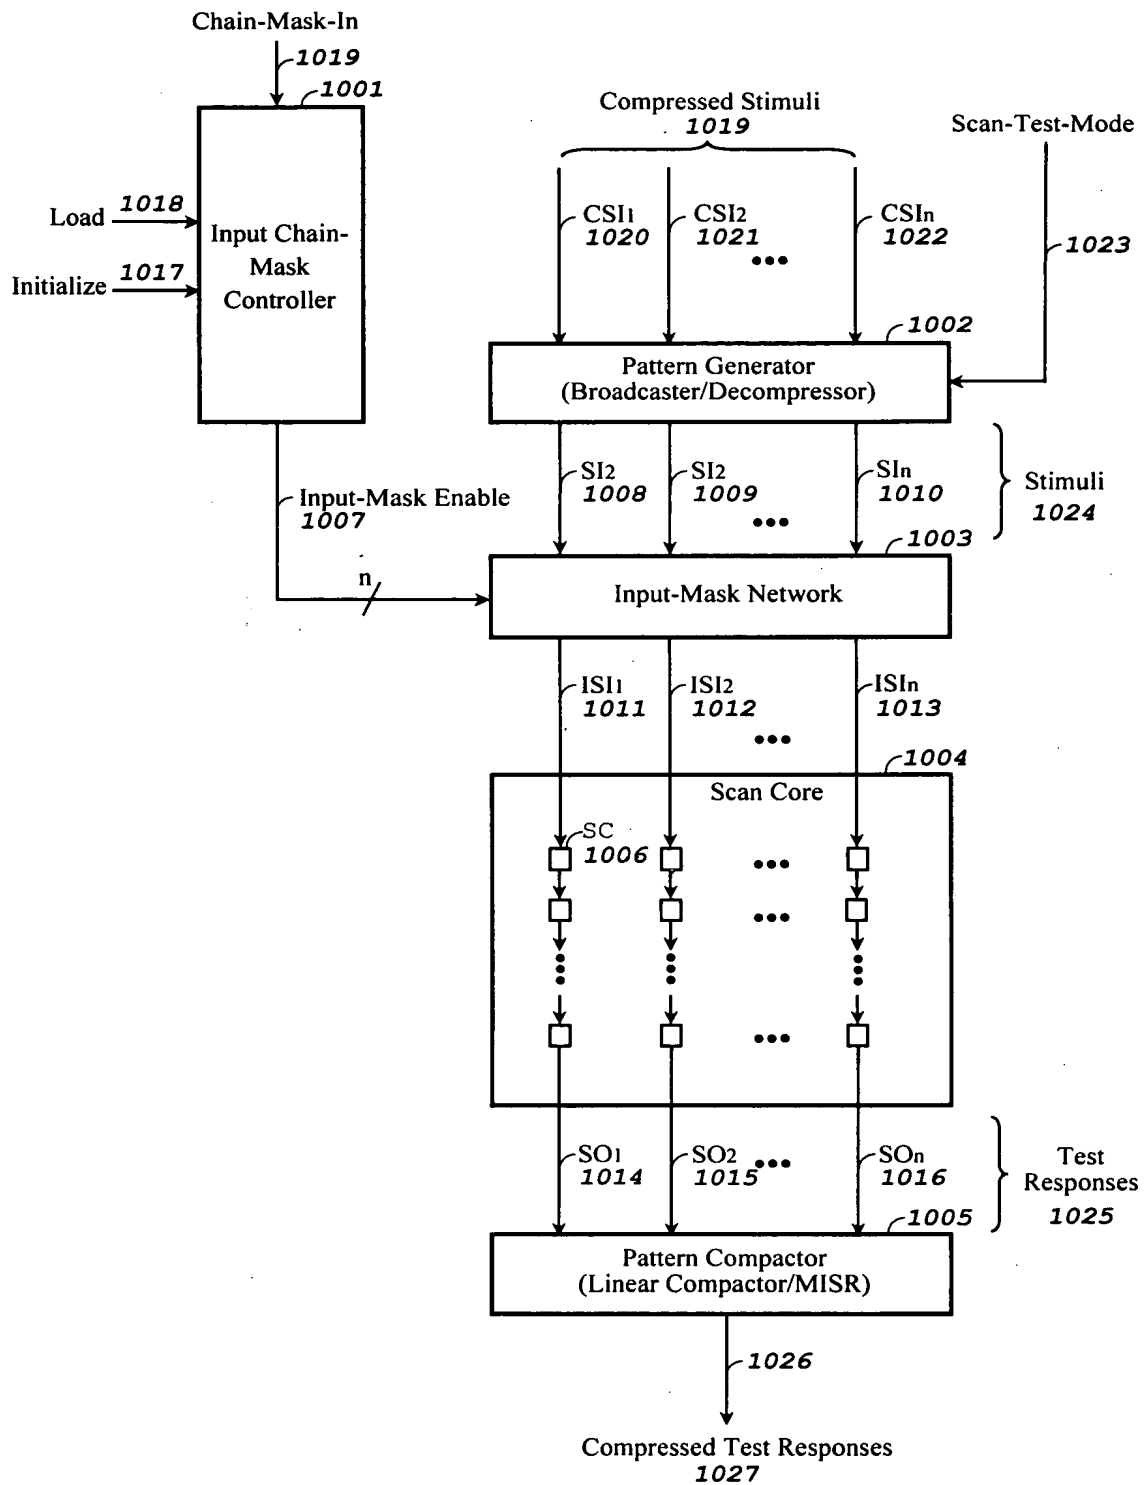 Chain-Mask-In
1019
1001
Load
1018
Initialize
1017
Input Chain-
Mask
Controller
Compressed Stimuli
1019
Scan-Test-Mode
1023
CSI1
1020
CSI2
1021
CSIn
1022
1002
Pattern Generator
(Broadcaster/Decompressor)
SI2
1008
SI2
1009
SIn
1010
Stimuli
1024
Input-Mask Enable
1007
n
1003
Input-Mask Network
ISI1
1011
ISI2
1012
ISIn
1013
1004
Scan Core
SC
1006
SO1
1014
SO2
1015
SOn
1016
Test
Responses
1025
1005
Pattern Compactor
(Linear Compactor/MISR)
1026
Compressed Test Responses
1027